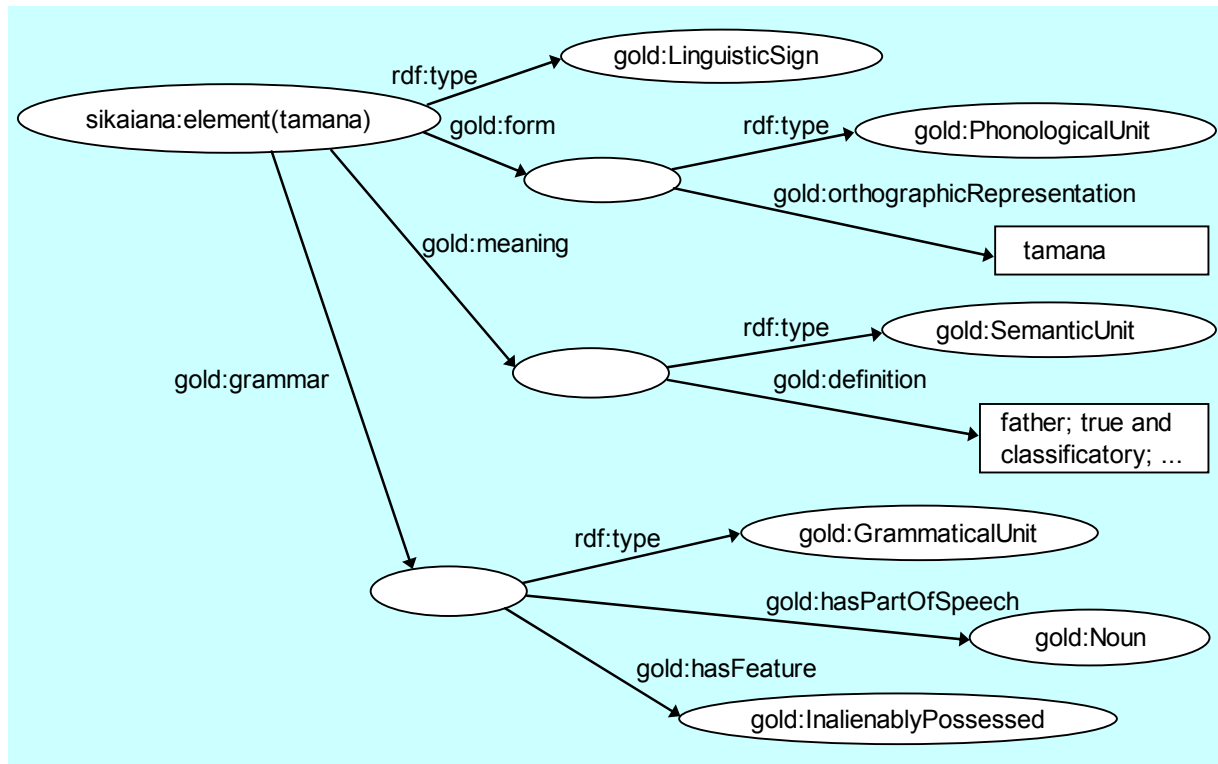 gold:LinguisticSign
rdf:type
sikaiana:element(tamana)
gold:form
rdf:type
gold:PhonologicalUnit
gold:orthographicRepresentation
tamana
gold:meaning
rdf:type
gold:SemanticUnit
gold:grammar
gold:definition
father; true and
classificatory; ...
rdf:type
gold:GrammaticalUnit
gold:hasPartOfSpeech
gold:Noun
gold:hasFeature
gold:InalienablyPossessed